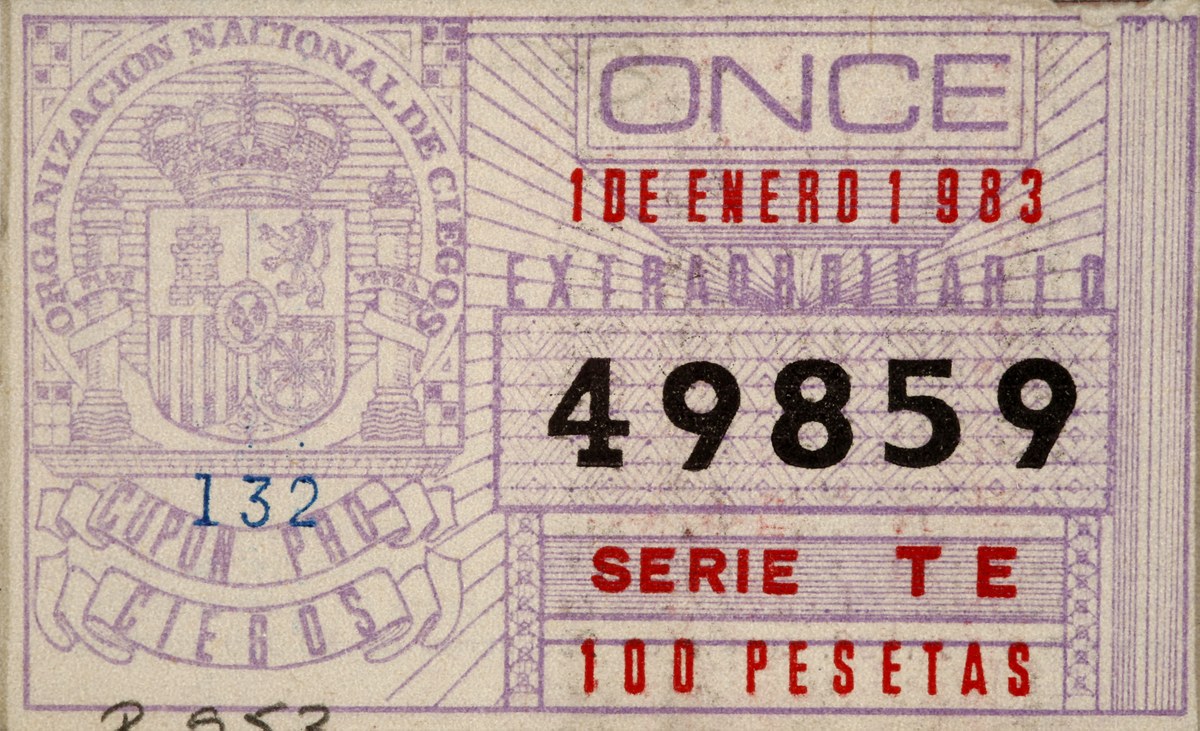 ORGANIZACION NACIONAL DE CIEGOS
ONCE
1 DE ENERO 1983
EXTRAORDINARIO
49859
132
CUPON PRO
CIEGOS
SERIE TE
100 PESETAS